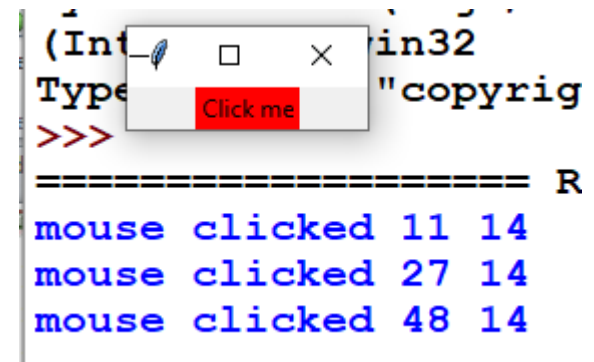 (Int in32
Type "copyrig
Click me
>>>
==================== R
mouse clicked 11 14
mouse clicked 27 14
mouse clicked 48 14